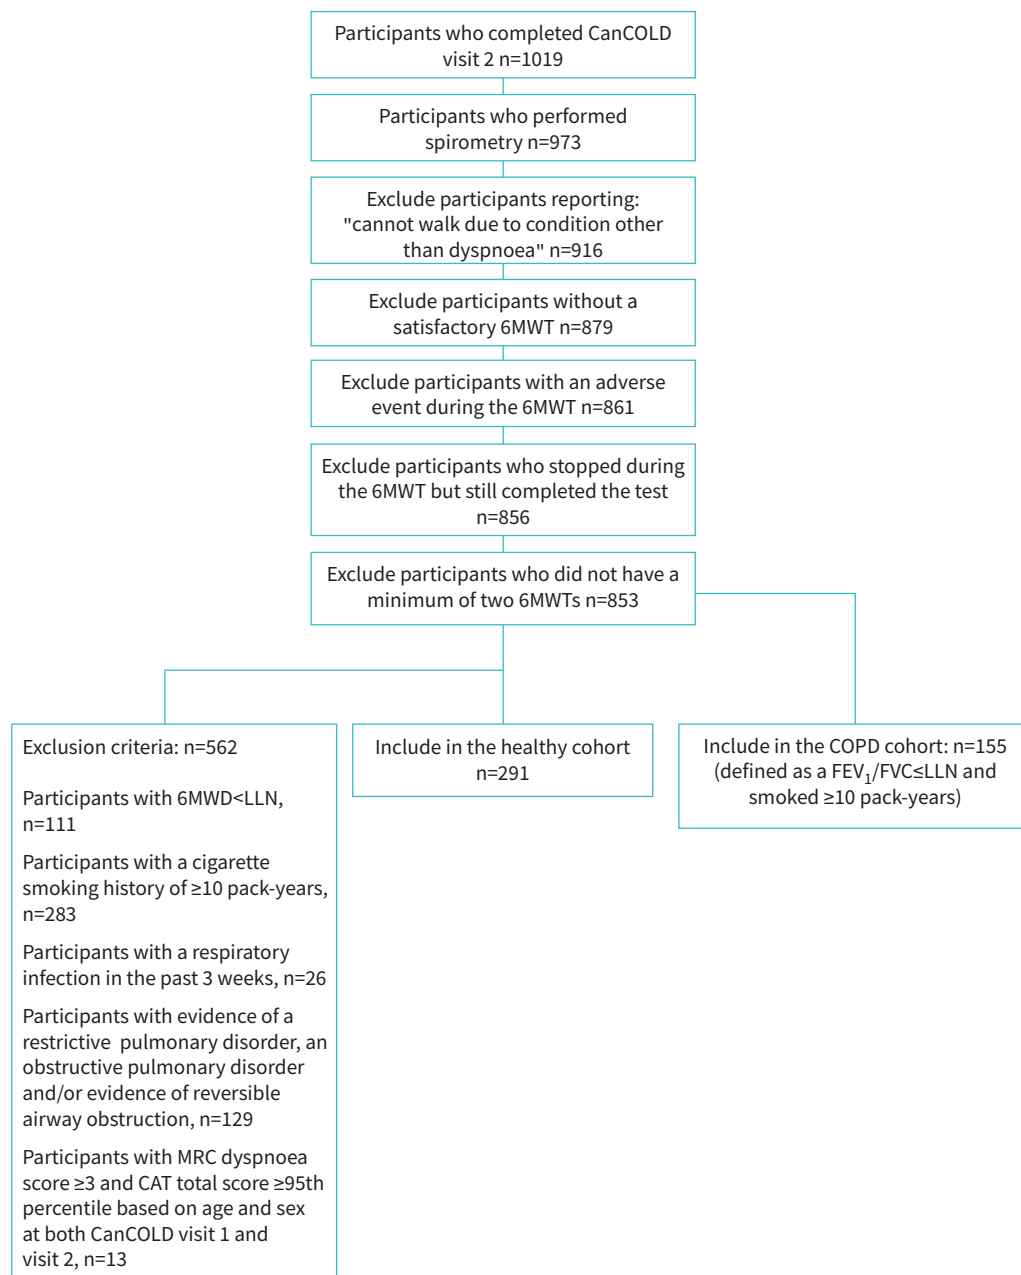 Participants who completed CanCOLD
visit 2 n=1019
Participants who performed
spirometry n=973
Exclude participants reporting:
"cannot walk due to condition other
than dyspnoea" n=916
Exclude participants without a
satisfactory 6MWT n=879
Exclude participants with an adverse
event during the 6MWT n=861
Exclude participants who stopped during
the 6MWT but still completed the test
n=856
Exclude participants who did not have a
minimum of two 6MWTs n=853
Exclusion criteria: n=562
Participants with 6MWD<LLN,
n=111
Participants with a cigarette
smoking history of ≥10 pack-years,
n=283
Participants with a respiratory
infection in the past 3 weeks, n=26
Participants with evidence of a
restrictive pulmonary disorder, an
obstructive pulmonary disorder
and/or evidence of reversible
airway obstruction, n=129
Participants with MRC dyspnoea
score ≥3 and CAT total score ≥95th
percentile based on age and sex
at both CanCOLD visit 1 and
visit 2, n=13
Include in the healthy cohort
n=291
Include in the COPD cohort: n=155
(defined as a FEV₁/FVC≤LLN and
smoked ≥10 pack-years)